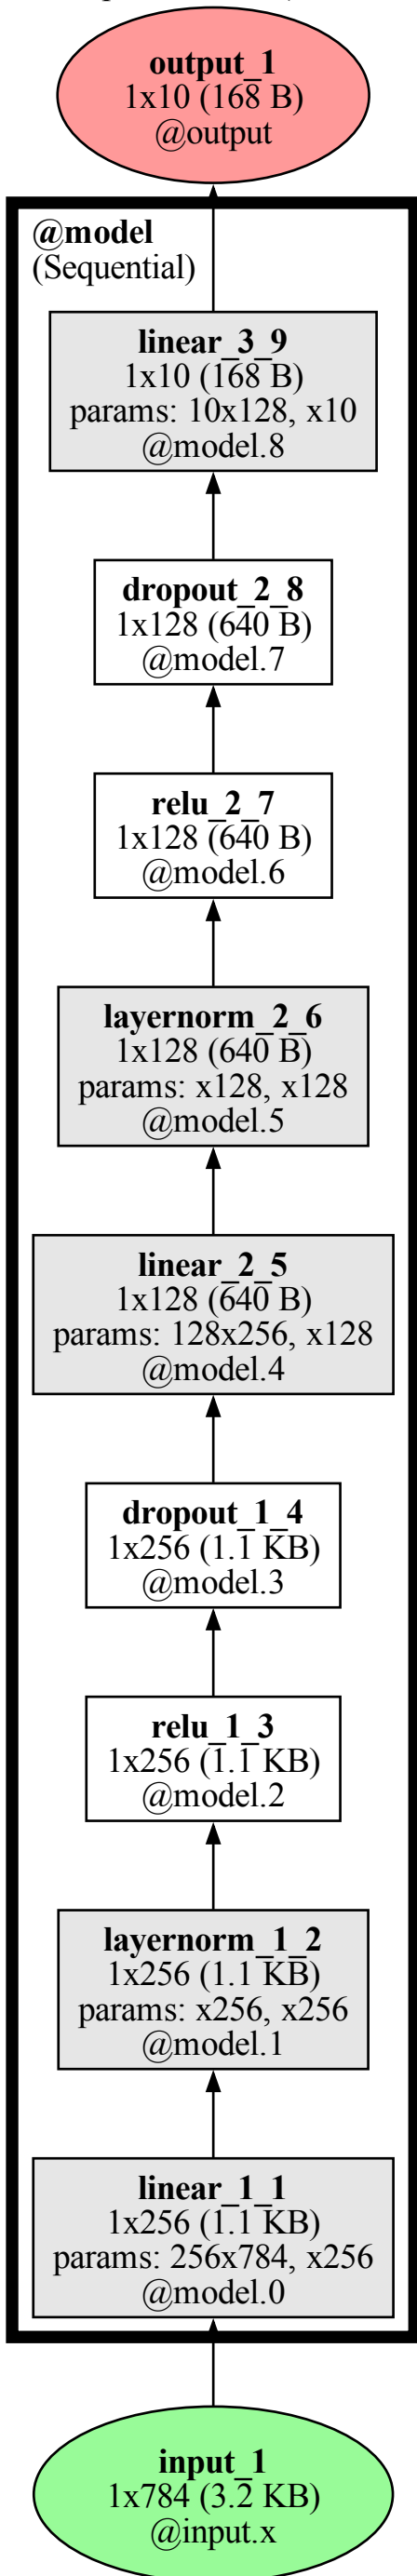 output_1
1x10 (168 B)
@output
@model
(Sequential)
linear_3_9
1x10 (168 B)
params: 10x128, x10
@model.8
dropout_2_8
1x128 (640 B)
@model.7
relu_2_7
1x128 (640 B)
@model.6
layernorm_2_6
1x128 (640 B)
params: x128, x128
@model.5
linear_2_5
1x128 (640 B)
params: 128x256, x128
@model.4
dropout_1_4
1x256 (1.1 KB)
@model.3
relu_1_3
1x256 (1.1 KB)
@model.2
layernorm_1_2
1x256 (1.1 KB)
params: x256, x256
@model.1
linear_1_1
1x256 (1.1 KB)
params: 256x784, x256
@model.0
input_1
1x784 (3.2 KB)
@input.x